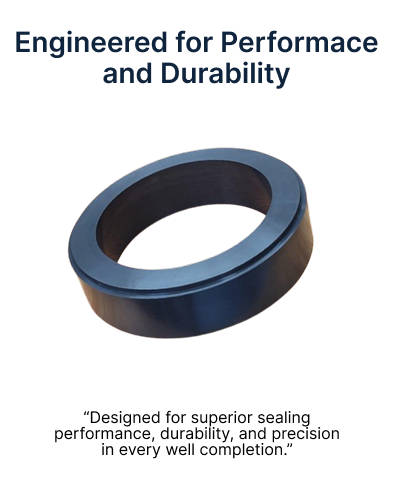 Engineered for Performace
and Durability
“Designed for superior sealing
performance, durability, and precision
in every well completion.”